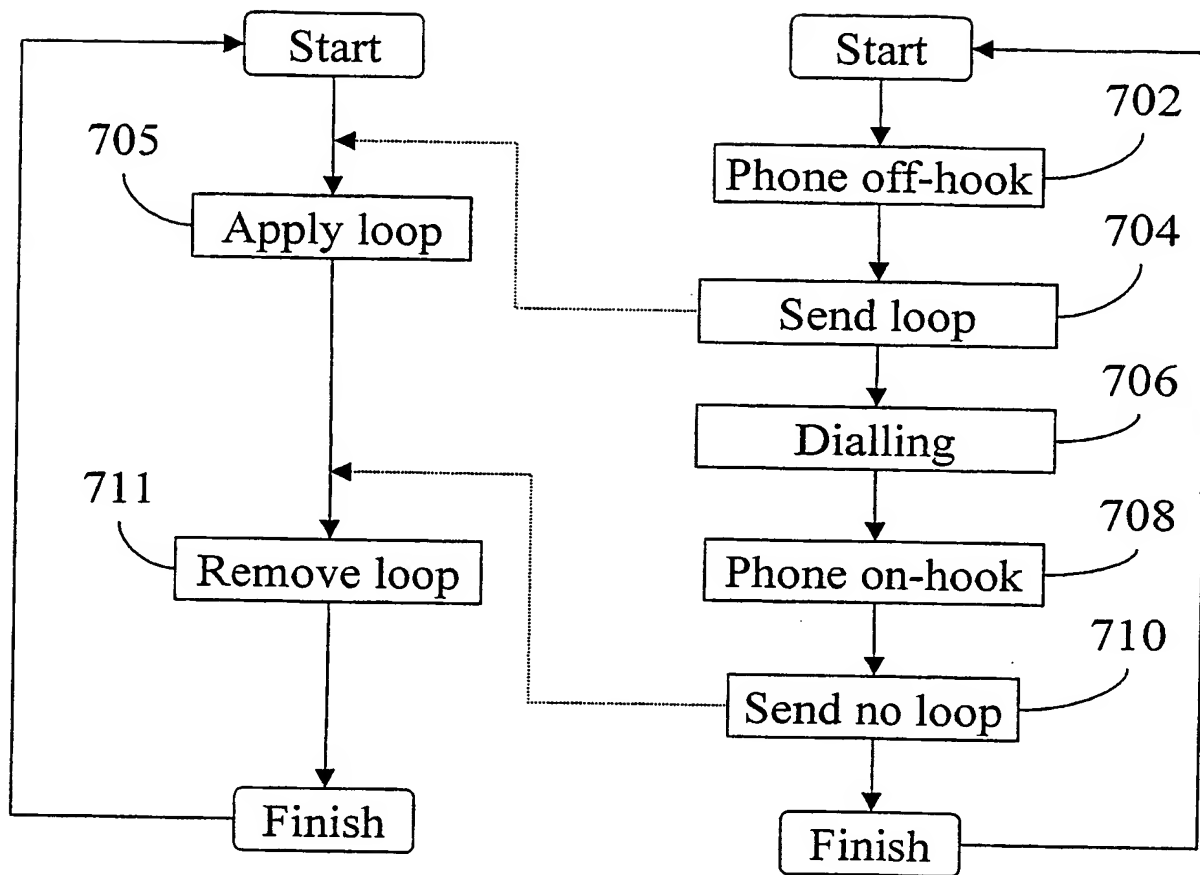 Start
705
Apply loop
711
Remove loop
Finish
Start
702
Phone off-hook
704
Send loop
706
Dialling
708
Phone on-hook
710
Send no loop
Finish